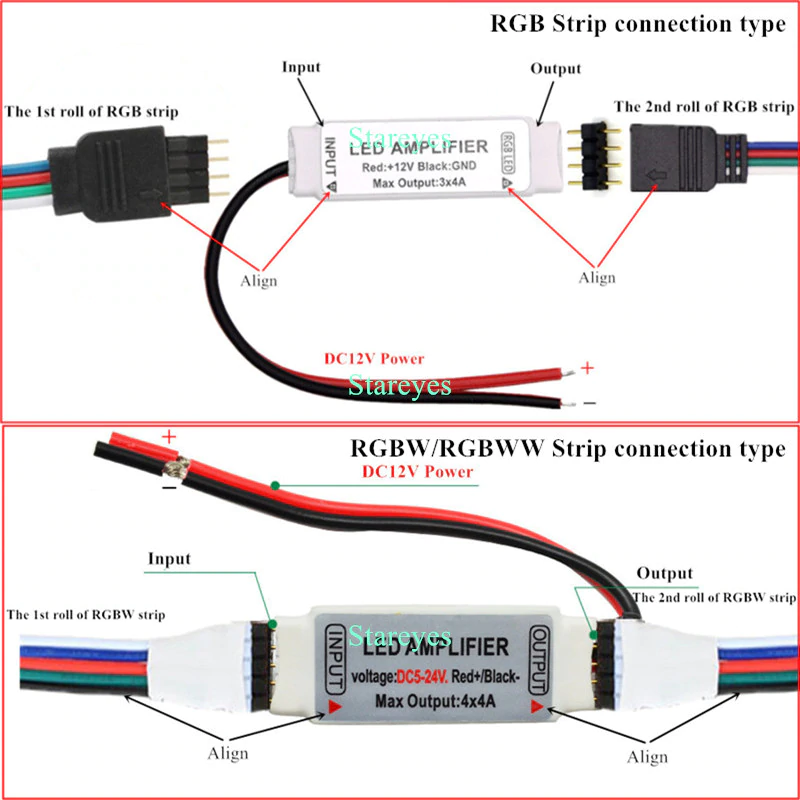 RGB Strip connection type
Input
Output
The 1st roll of RGB strip
The 2nd roll of RGB strip
Stareyes
INPUT
LED AMPLIFIER
RGB LED
Red:+12V Black:GND
Max Output:3x4A
Align
Align
DC12V Power
+
Stareyes
−
+
RGBW/RGBWW Strip connection type
DC12V Power
−
Input
Output
The 1st roll of RGBW strip
The 2nd roll of RGBW strip
Stareyes
INPUT
LED AMPLIFIER
OUTPUT
voltage:DC5-24V. Red+/Black-
Max Output:4x4A
Align
Align